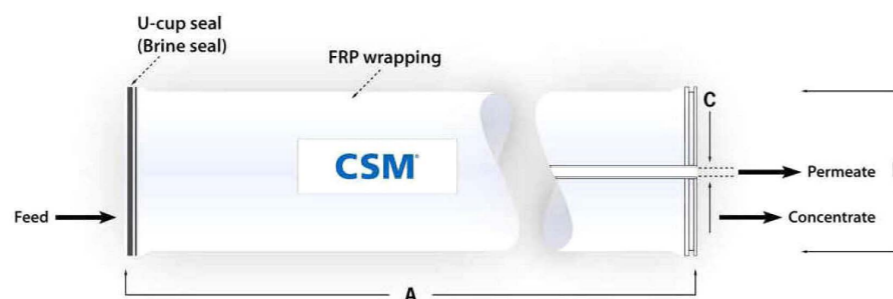 U-cup seal
(Brine seal)
FRP wrapping
C
CSM®
Permeate
Feed
Concentrate
A